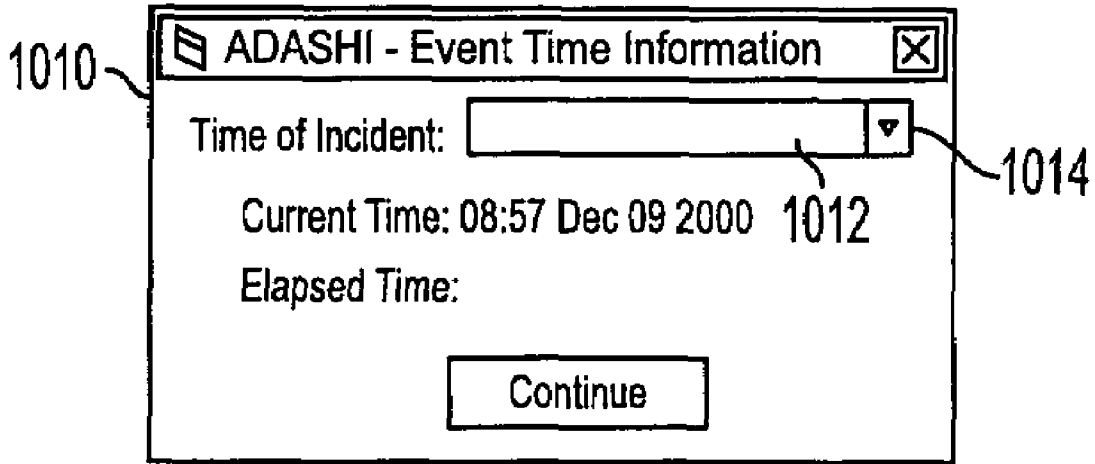 ADASHI - Event Time Information
1010
Time of Incident:
1014
Current Time: 08:57 Dec 09 2000
1012
Elapsed Time:
Continue